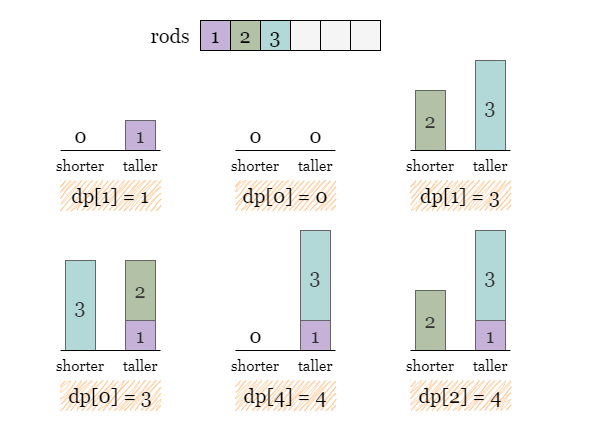 rods 1 2 3
0 1
shorter taller
dp[1] = 1
0 0
shorter taller
dp[0] = 0
2 3
shorter taller
dp[1] = 3
3 2
1
shorter taller
dp[0] = 3
3
0 1
shorter taller
dp[4] = 4
3
2 1
shorter taller
dp[2] = 4